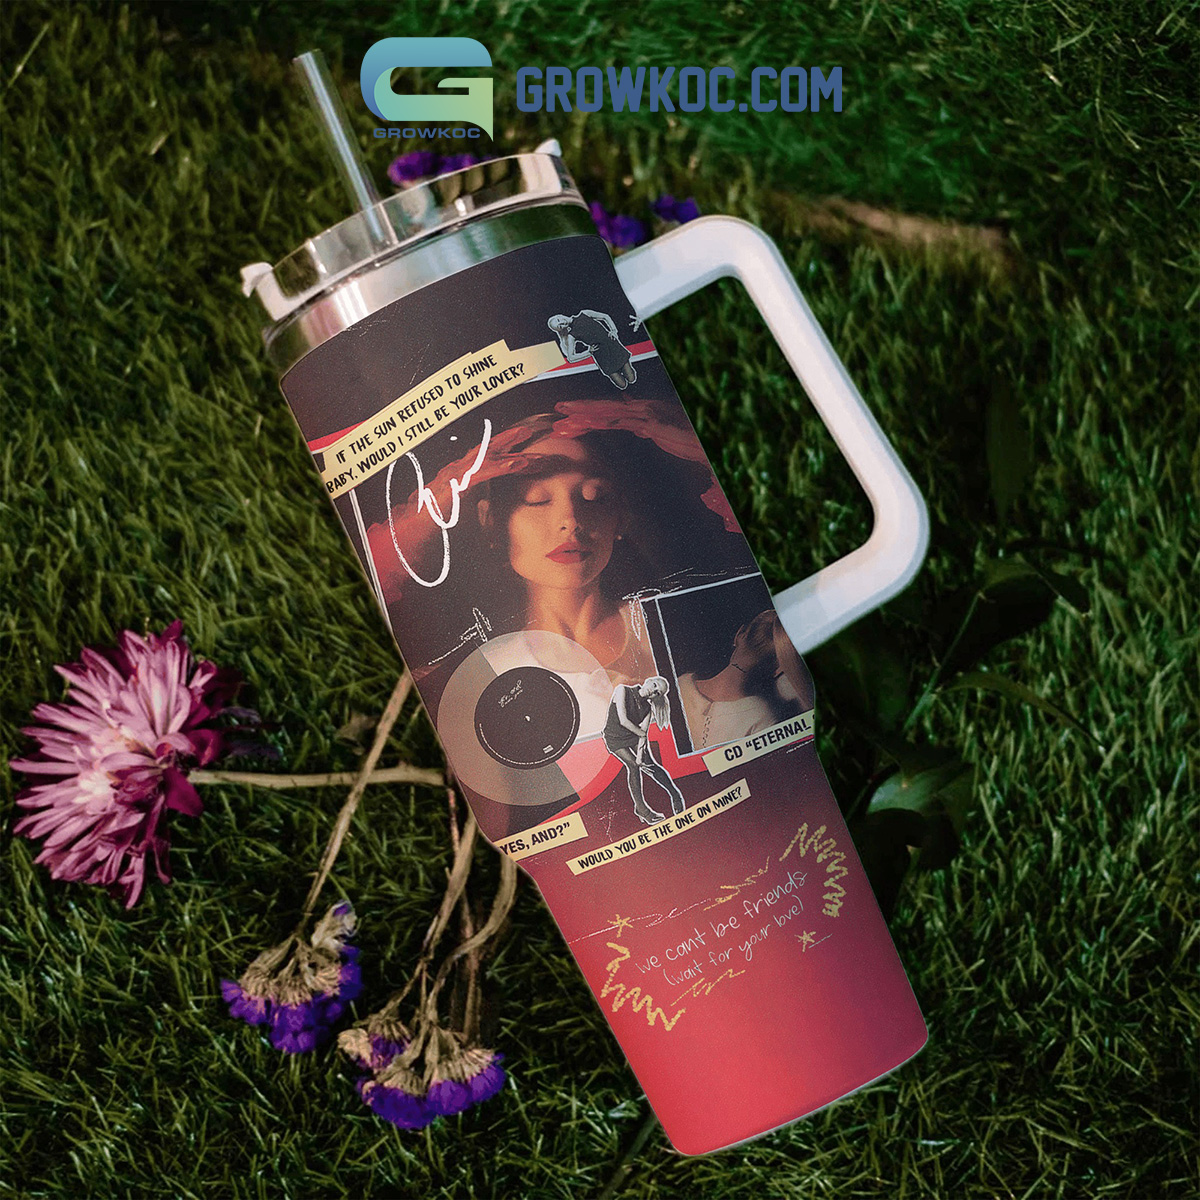 GROWKOC
GROWKOC.COM
IF THE SUN REFUSED TO SHINE
BABY, WOULD I STILL BE YOUR LOVER?
CD "ETERNAL
YES, AND?"
WOULD YOU BE THE ONE ON MINE?
we cant be friends
(wait for your love)